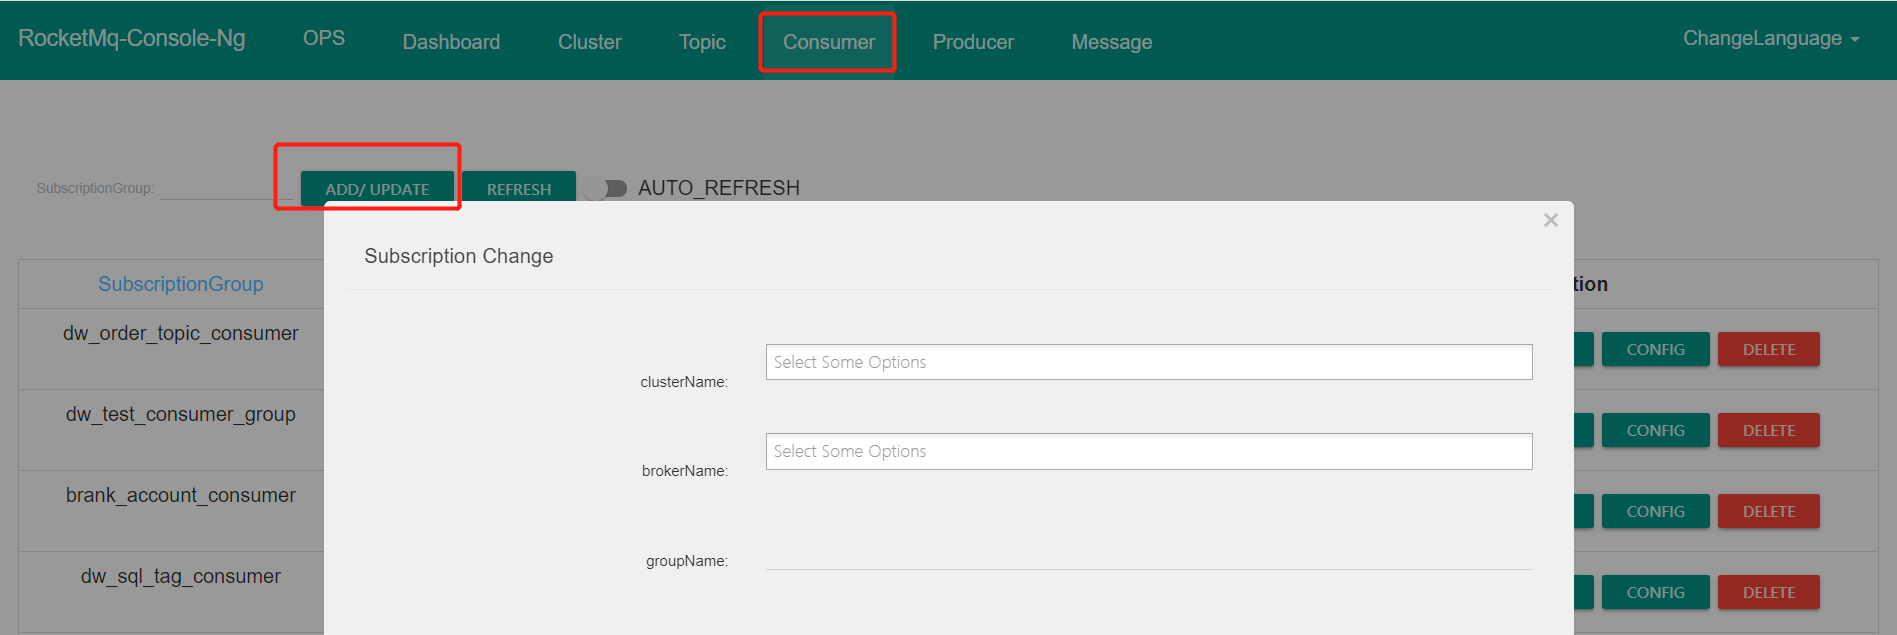 RocketMq-Console-Ng OPS Dashboard Cluster Topic Consumer Producer Message ChangeLanguage
SubscriptionGroup: ADD/ UPDATE REFRESH AUTO_REFRESH
×
Subscription Change
SubscriptionGroup tion
dw_order_topic_consumer CONFIG DELETE
clusterName: Select Some Options
dw_test_consumer_group CONFIG DELETE
brokerName: Select Some Options
brank_account_consumer CONFIG DELETE
groupName:
dw_sql_tag_consumer CONFIG DELETE